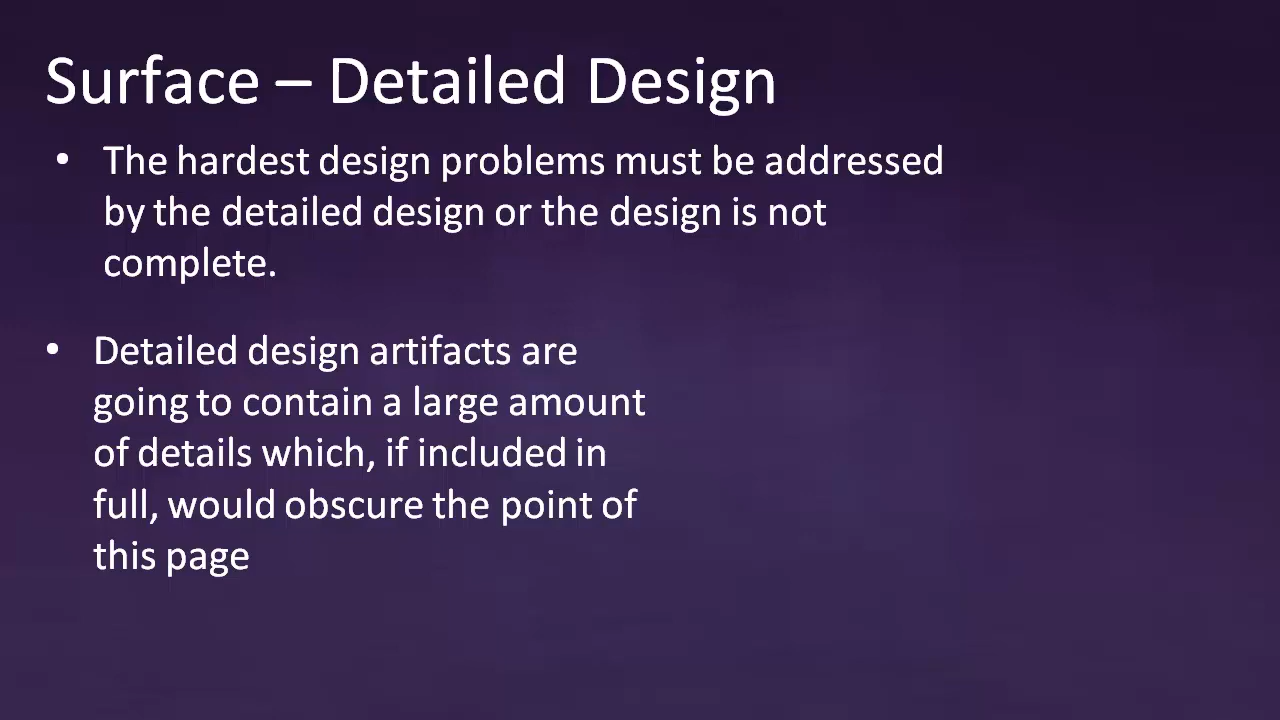 Surface – Detailed Design
• The hardest design problems must be addressed
by the detailed design or the design is not
complete.
• Detailed design artifacts are
going to contain a large amount
of details which, if included in
full, would obscure the point of
this page